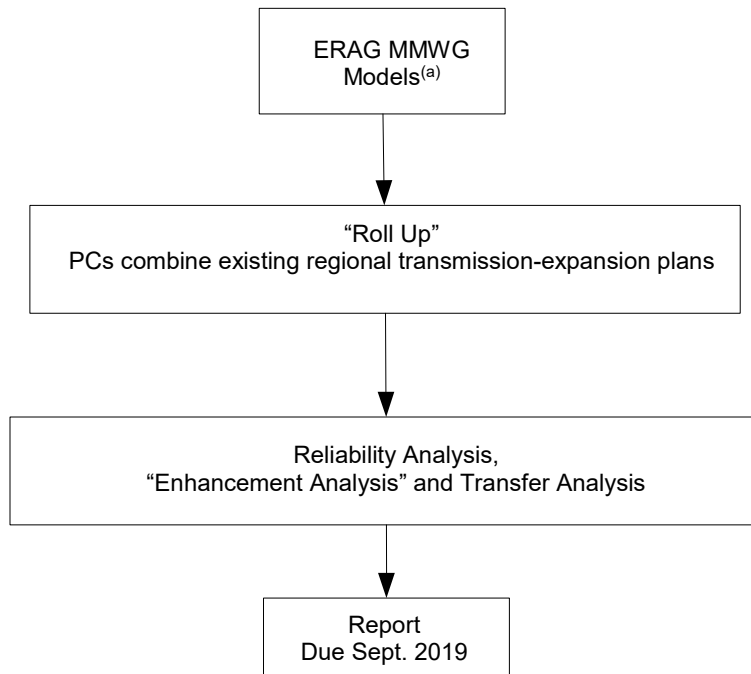 ERAG MMWG
Models(a)
“Roll Up”
PCs combine existing regional transmission-expansion plans
Reliability Analysis,
“Enhancement Analysis” and Transfer Analysis
Report
Due Sept. 2019